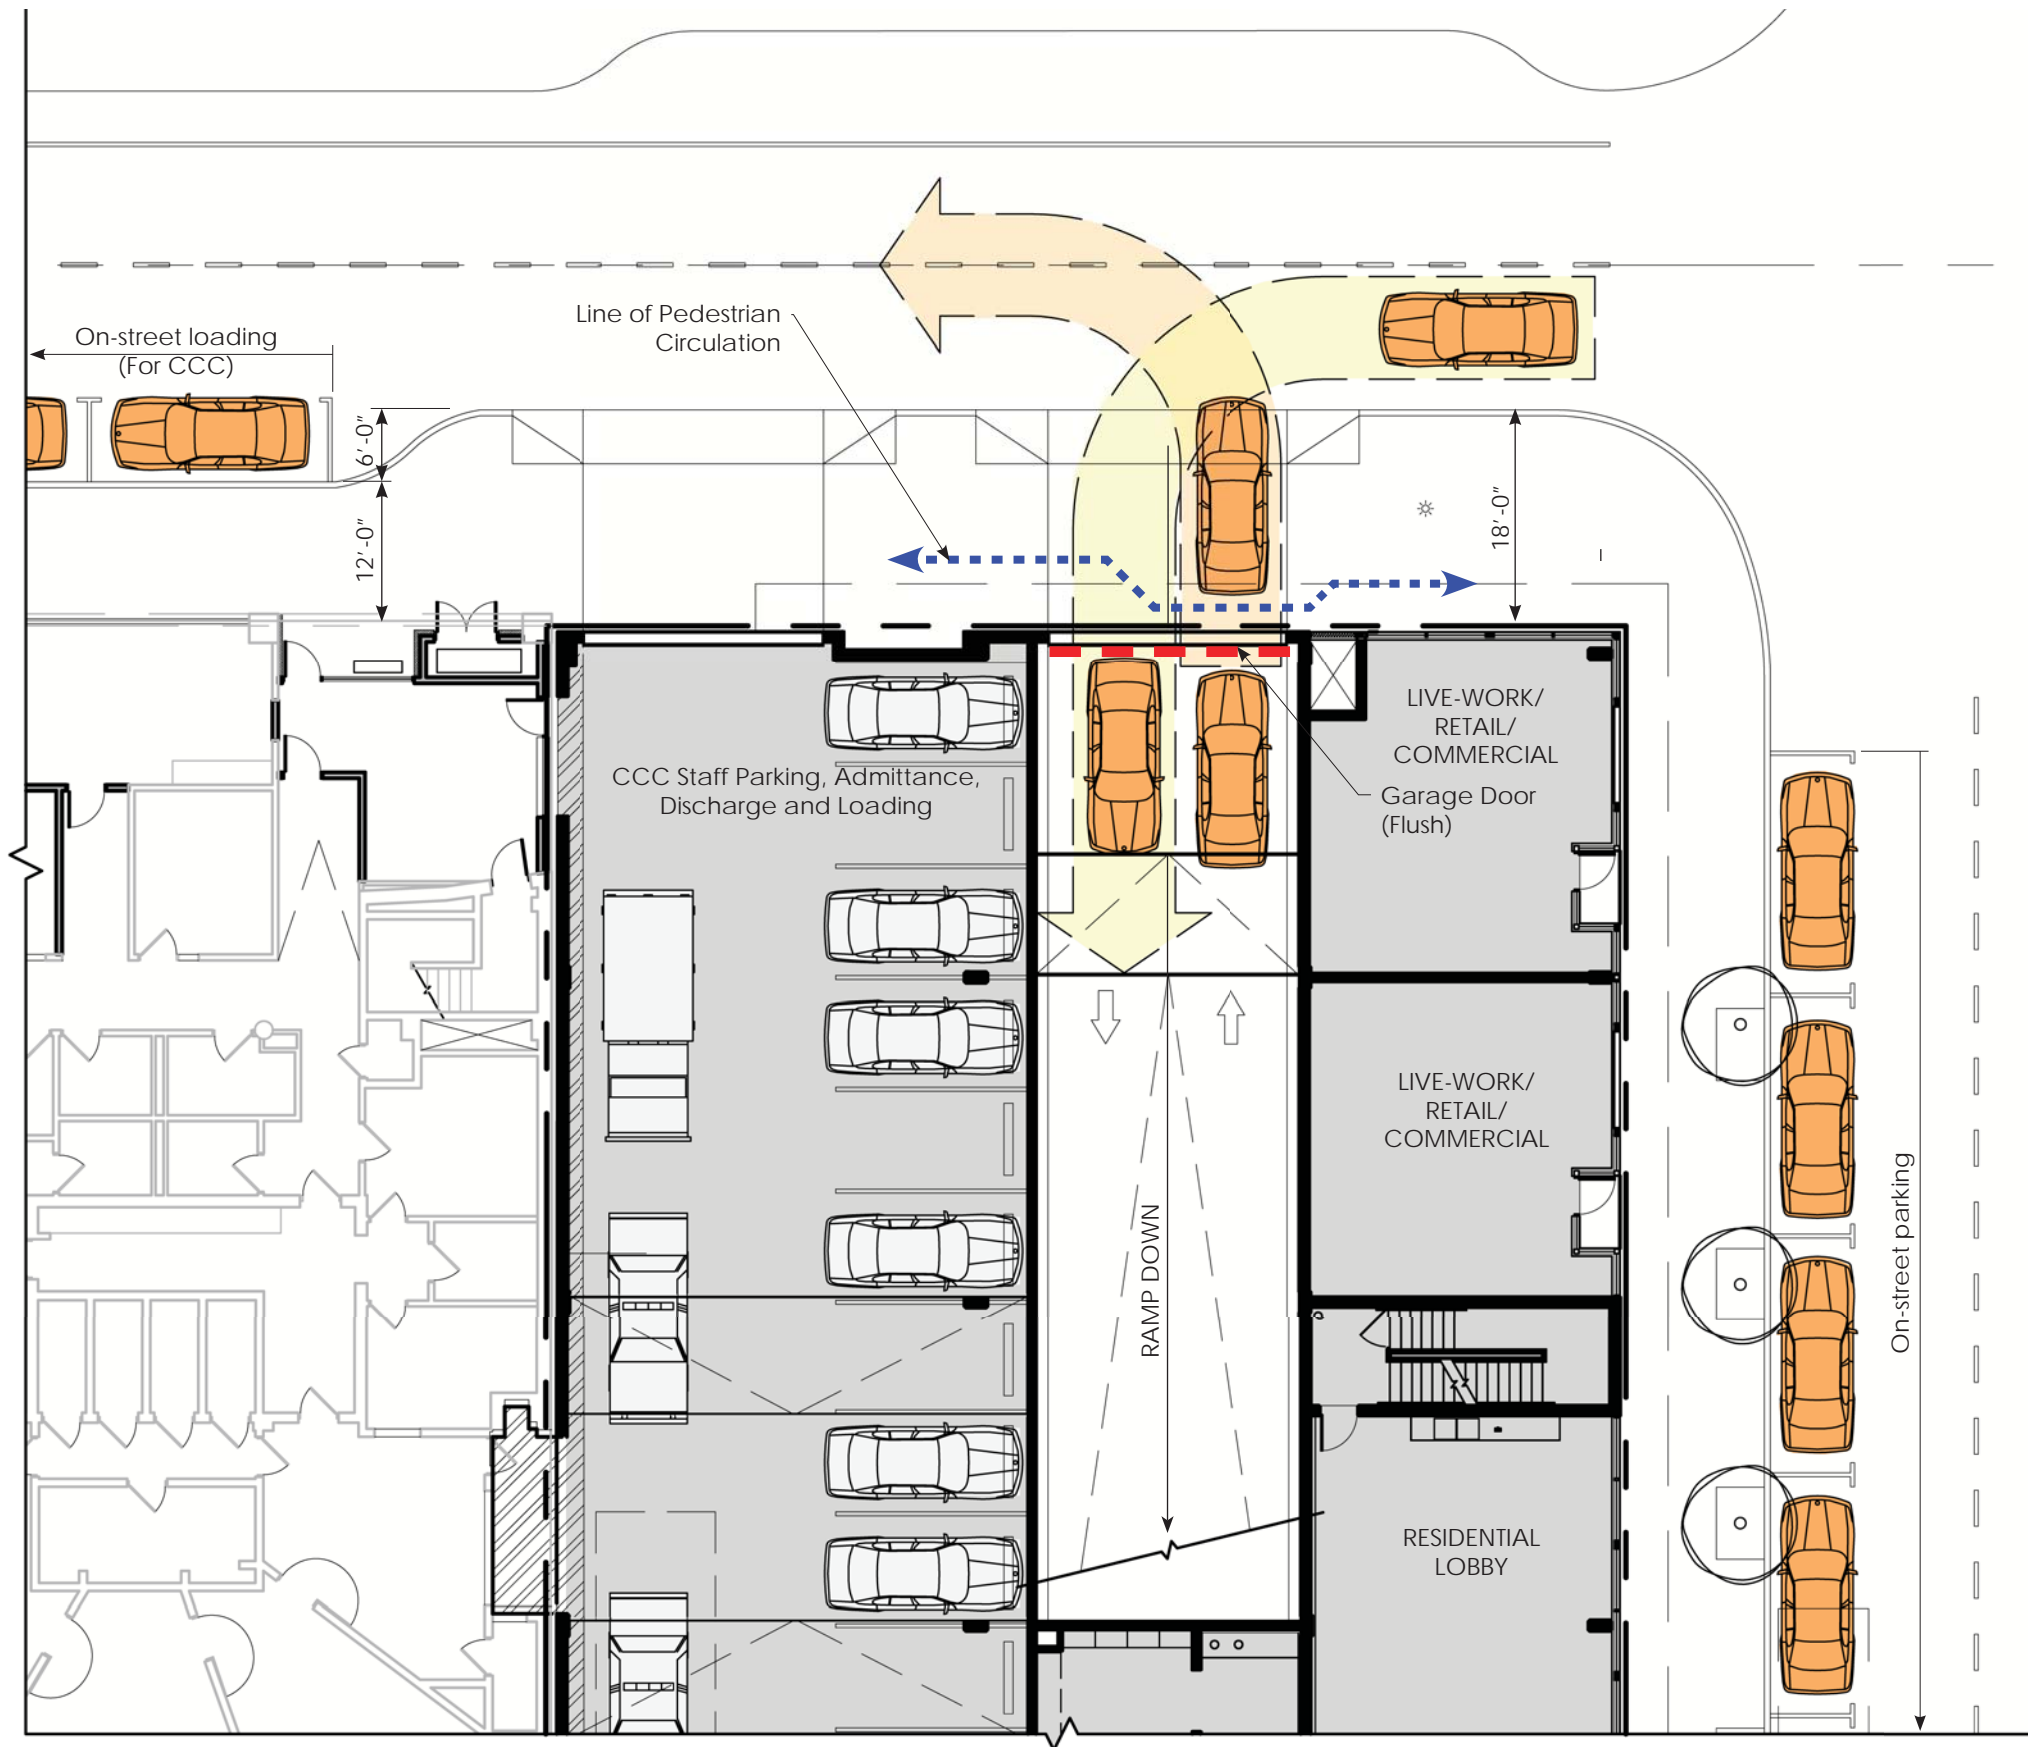 Line of Pedestrian
Circulation
On-street loading
(For CCC)
6'-0"
12'-0"
18'-0"
LIVE-WORK/
RETAIL/
COMMERCIAL
CCC Staff Parking, Admittance,
Discharge and Loading
Garage Door
(Flush)
LIVE-WORK/
RETAIL/
COMMERCIAL
RAMP DOWN
On-street parking
RESIDENTIAL
LOBBY